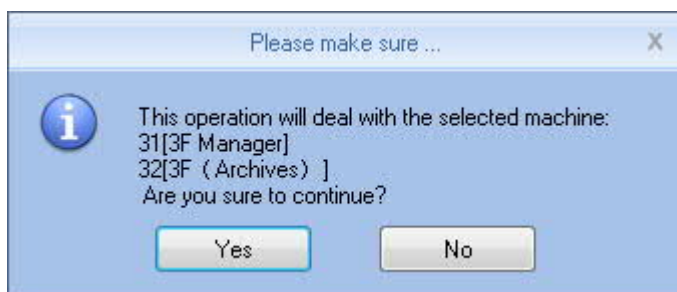 Please make sure ...
X
This operation will deal with the selected machine:
31[3F Manager]
32[3F（Archives）]
Are you sure to continue?
Yes
No